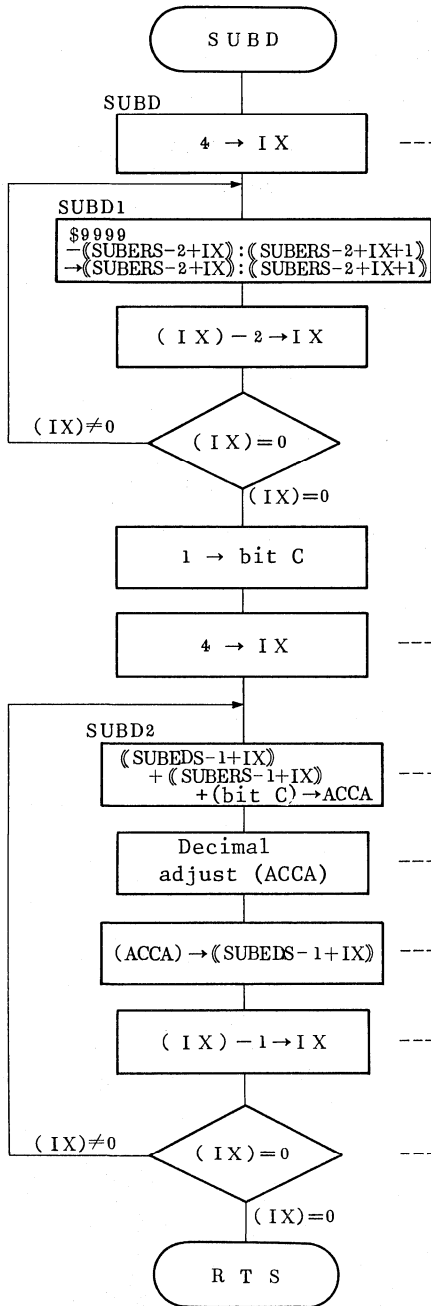 SUBD
SUBD
4 → IX
SUBD1
$9999
−⟪SUBERS-2+IX⟫:⟪SUBERS-2+IX+1⟫
→⟪SUBERS-2+IX⟫:⟪SUBERS-2+IX+1⟫
(IX)−2→IX
(IX)≠0
(IX)=0
(IX)=0
1 → bit C
4 → IX
SUBD2
⟪SUBEDS-1+IX⟫
+⟪SUBERS-1+IX⟫
+(bit C)→ACCA
Decimal
adjust (ACCA)
(ACCA)→⟪SUBEDS-1+IX⟫
(IX)−1→IX
(IX)≠0
(IX)=0
(IX)=0
RTS